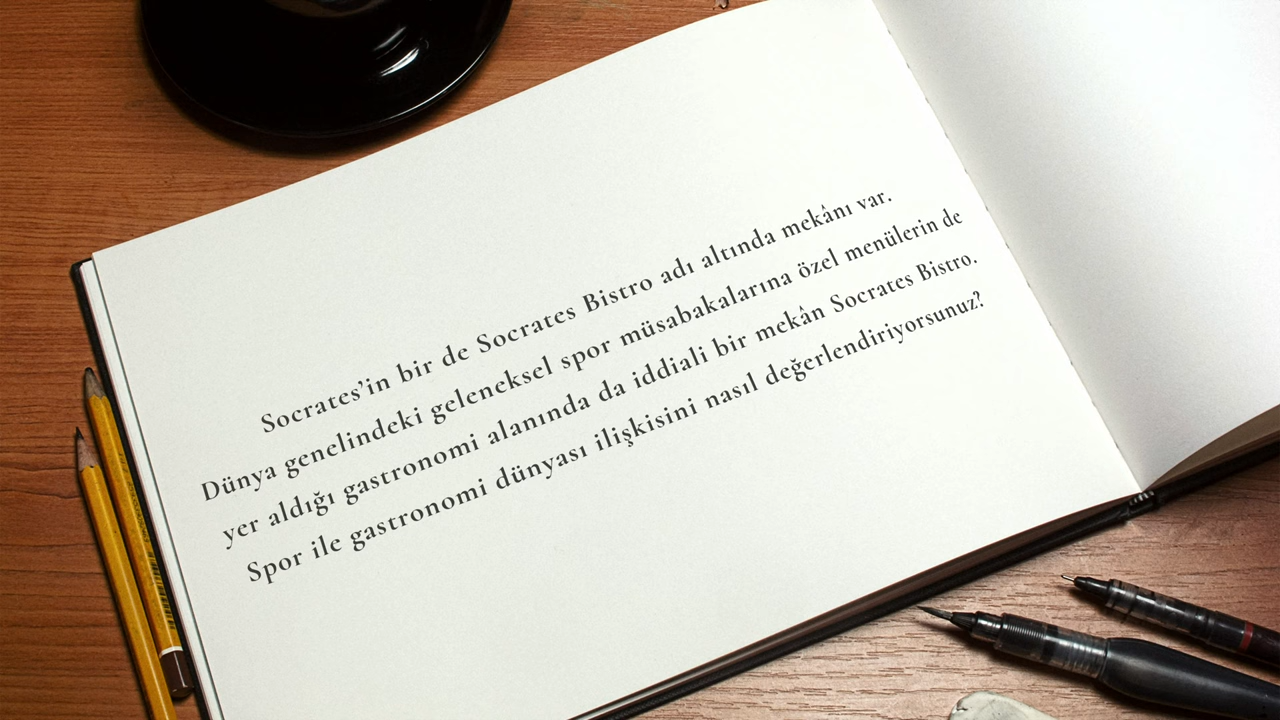 Socrates’in bir de Socrates Bistro adı altında mekânı var.
Dünya genelindeki geleneksel spor müsabakalarına özel menülerin de
yer aldığı gastronomi alanında da iddiali bir mekân Socrates Bistro.
Spor ile gastronomi dünyası ilişkisini nasıl değerlendiriyorsunuz?